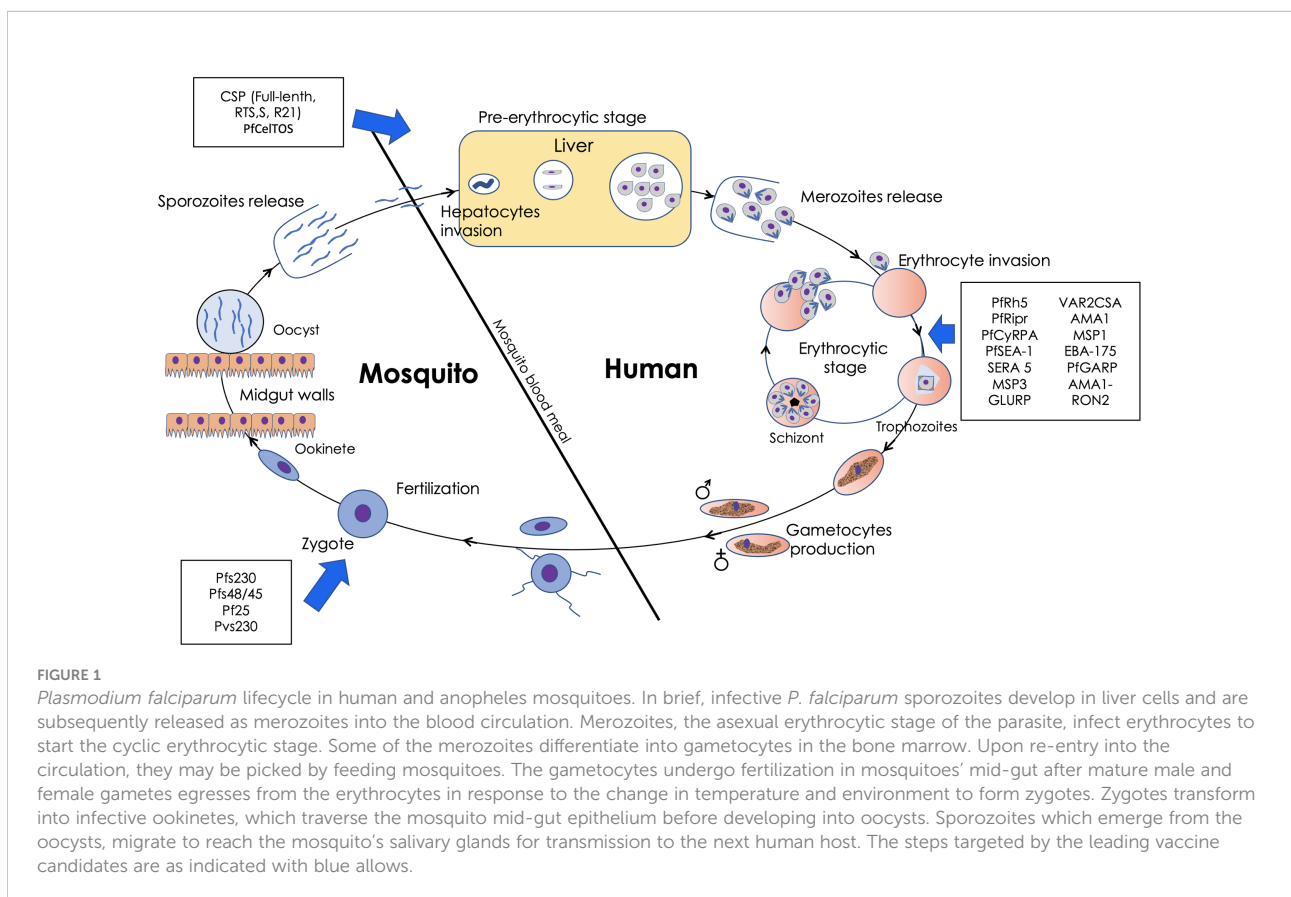 CSP (Full-lenth,
RTS,S, R21)
PfCelTOS
Pre-erythrocytic stage
Liver
Sporozoites release
Hepatocytes
invasion
Merozoites release
Erythrocyte invasion
PfRh5 VAR2CSA
PfRipr AMA1
PfCyRPA MSP1
PfSEA-1 EBA-175
SERA 5 PfGARP
MSP3 AMA1-
GLURP RON2
Oocyst
Mosquito
Mosquito blood meal
Human
Erythrocytic
stage
Midgut walls
Schizont
Trophozoites
Ookinete
Fertilization
Zygote
♂
♀
Gametocytes
production
Pfs230
Pfs48/45
Pf25
Pvs230
FIGURE 1
Plasmodium falciparum lifecycle in human and anopheles mosquitoes. In brief, infective P. falciparum sporozoites develop in liver cells and are
subsequently released as merozoites into the blood circulation. Merozoites, the asexual erythrocytic stage of the parasite, infect erythrocytes to
start the cyclic erythrocytic stage. Some of the merozoites differentiate into gametocytes in the bone marrow. Upon re-entry into the
circulation, they may be picked by feeding mosquitoes. The gametocytes undergo fertilization in mosquitoes’ mid-gut after mature male and
female gametes egresses from the erythrocytes in response to the change in temperature and environment to form zygotes. Zygotes transform
into infective ookinetes, which traverse the mosquito mid-gut epithelium before developing into oocysts. Sporozoites which emerge from the
oocysts, migrate to reach the mosquito’s salivary glands for transmission to the next human host. The steps targeted by the leading vaccine
candidates are as indicated with blue allows.